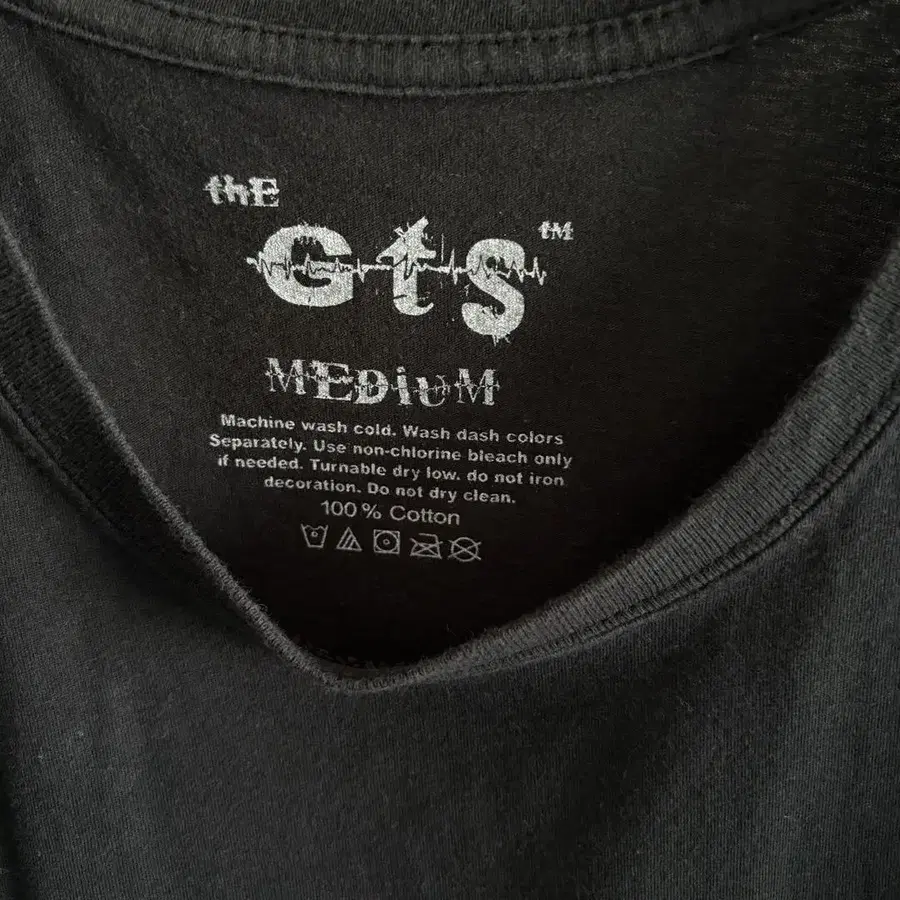 thE
GtS
tM
MEDiUM
Machine wash cold. Wash dash colors
Separately. Use non-chlorine bleach only
if needed. Turnable dry low. do not iron
decoration. Do not dry clean.
100 % Cotton